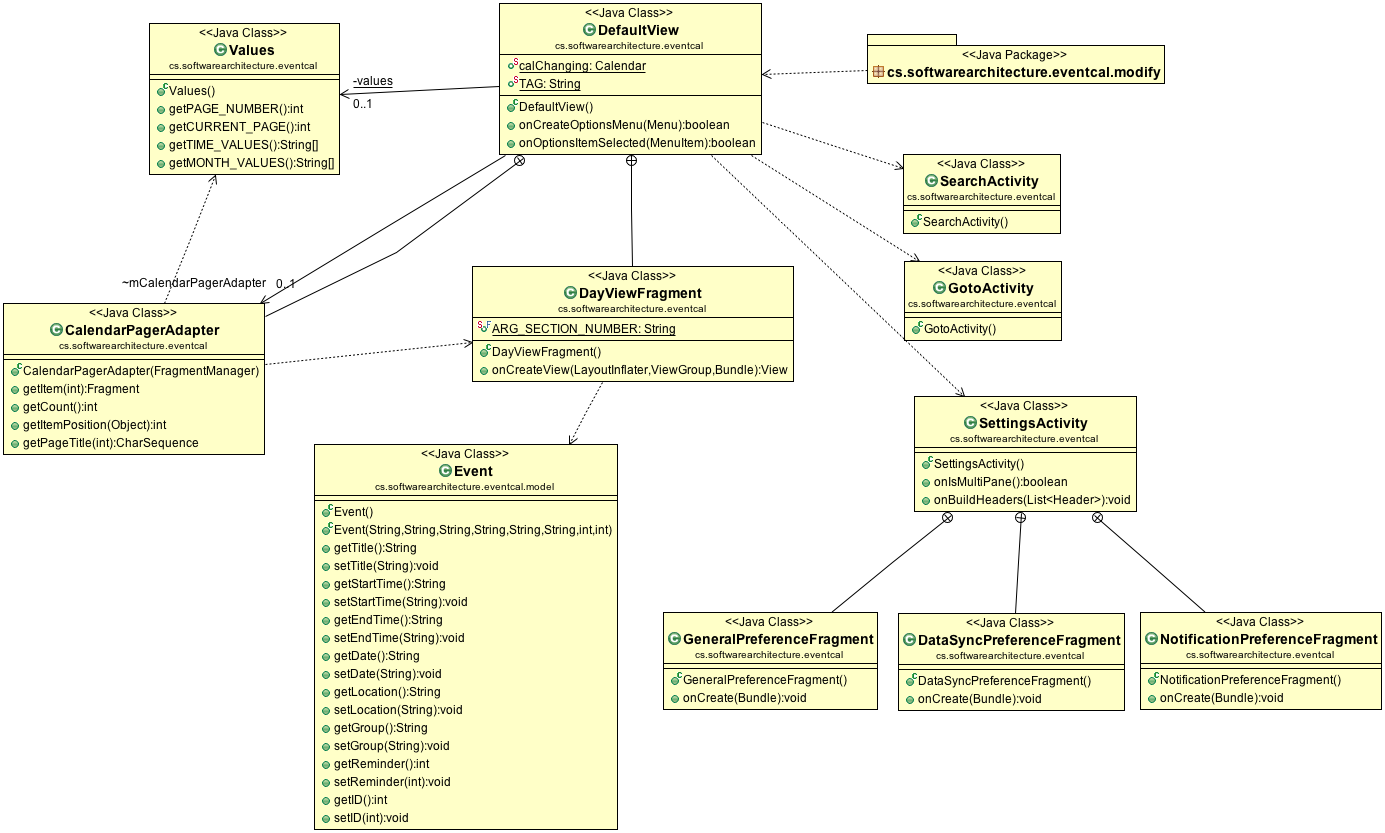 <<Java Class>>
Values
cs.softwarearchitecture.eventcal
Values()
getPAGE_NUMBER():int
getCURRENT_PAGE():int
getTIME_VALUES():String[]
getMONTH_VALUES():String[]
-values
0..1
<<Java Class>>
DefaultView
cs.softwarearchitecture.eventcal
calChanging: Calendar
TAG: String
DefaultView()
onCreateOptionsMenu(Menu):boolean
onOptionsItemSelected(MenuItem):boolean
<<Java Package>>
cs.softwarearchitecture.eventcal.modify
<<Java Class>>
SearchActivity
cs.softwarearchitecture.eventcal
SearchActivity()
<<Java Class>>
GotoActivity
cs.softwarearchitecture.eventcal
GotoActivity()
~mCalendarPagerAdapter
0..1
<<Java Class>>
CalendarPagerAdapter
cs.softwarearchitecture.eventcal
CalendarPagerAdapter(FragmentManager)
getItem(int):Fragment
getCount():int
getItemPosition(Object):int
getPageTitle(int):CharSequence
<<Java Class>>
DayViewFragment
cs.softwarearchitecture.eventcal
ARG_SECTION_NUMBER: String
DayViewFragment()
onCreateView(LayoutInflater,ViewGroup,Bundle):View
<<Java Class>>
SettingsActivity
cs.softwarearchitecture.eventcal
SettingsActivity()
onIsMultiPane():boolean
onBuildHeaders(List<Header>):void
<<Java Class>>
Event
cs.softwarearchitecture.eventcal.model
Event()
Event(String,String,String,String,String,String,int,int)
getTitle():String
setTitle(String):void
getStartTime():String
setStartTime(String):void
getEndTime():String
setEndTime(String):void
getDate():String
setDate(String):void
getLocation():String
setLocation(String):void
getGroup():String
setGroup(String):void
getReminder():int
setReminder(int):void
getID():int
setID(int):void
<<Java Class>>
GeneralPreferenceFragment
cs.softwarearchitecture.eventcal
GeneralPreferenceFragment()
onCreate(Bundle):void
<<Java Class>>
DataSyncPreferenceFragment
cs.softwarearchitecture.eventcal
DataSyncPreferenceFragment()
onCreate(Bundle):void
<<Java Class>>
NotificationPreferenceFragment
cs.softwarearchitecture.eventcal
NotificationPreferenceFragment()
onCreate(Bundle):void